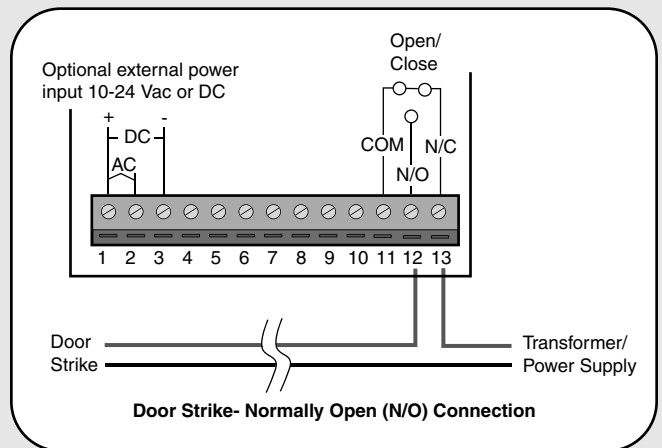 Open/
Close
Optional external power
input 10-24 Vac or DC
+ -
DC
COM N/C
AC
N/O
1 2 3 4 5 6 7 8 9 10 11 12 13
Door
Strike
Transformer/
Power Supply
Door Strike- Normally Open (N/O) Connection